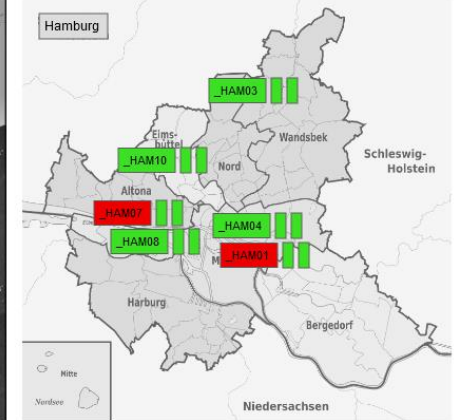 Hamburg
_HAM03
Eims-
büttel
Wandsbek
_HAM10
Nord
Schleswig-
Holstein
Altona
_HAM07
_HAM04
_HAM08
_HAM01
Harburg
Bergedorf
Mitte
Nordsee
Niedersachsen